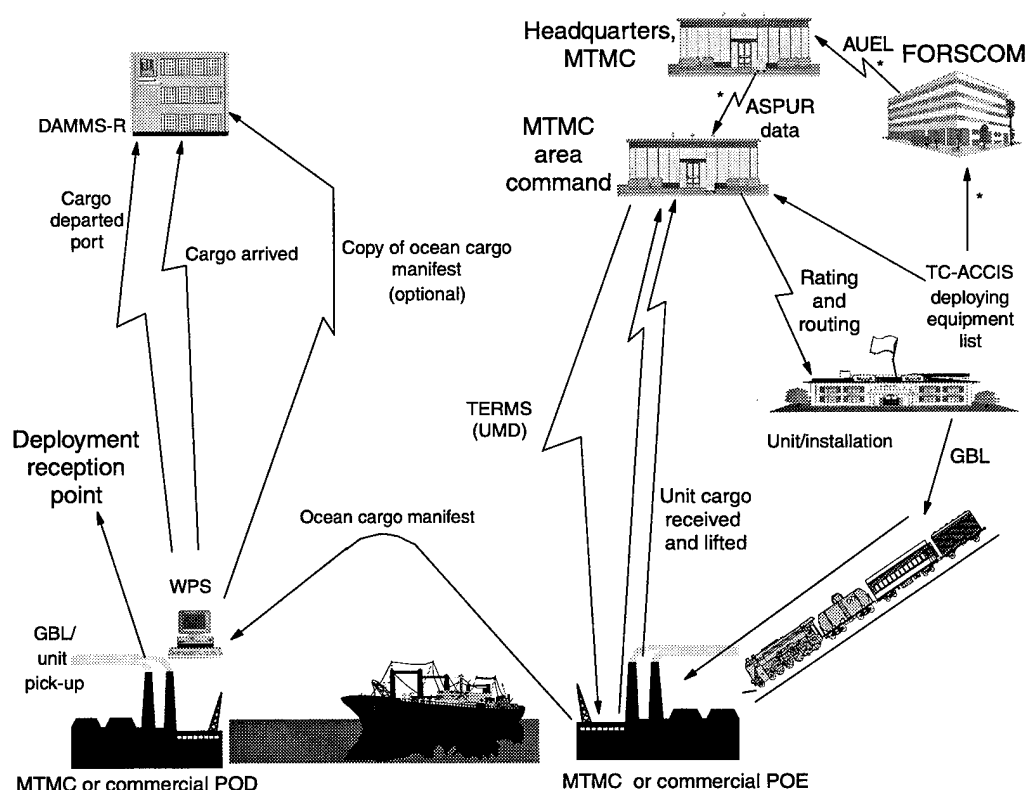 Headquarters,
MTMC
AUEL
*
FORSCOM
DAMMS-R
*
ASPUR
data
MTMC
area
command
*
Cargo
departed
port
Cargo arrived
Copy of ocean cargo
manifest
(optional)
Rating
and
routing
TC-ACCIS
deploying
equipment
list
TERMS
(UMD)
Unit/installation
GBL
Deployment
reception
point
Ocean cargo manifest
Unit cargo
received
and lifted
WPS
GBL/
unit
pick-up
MTMC or commercial POD
MTMC or commercial POE